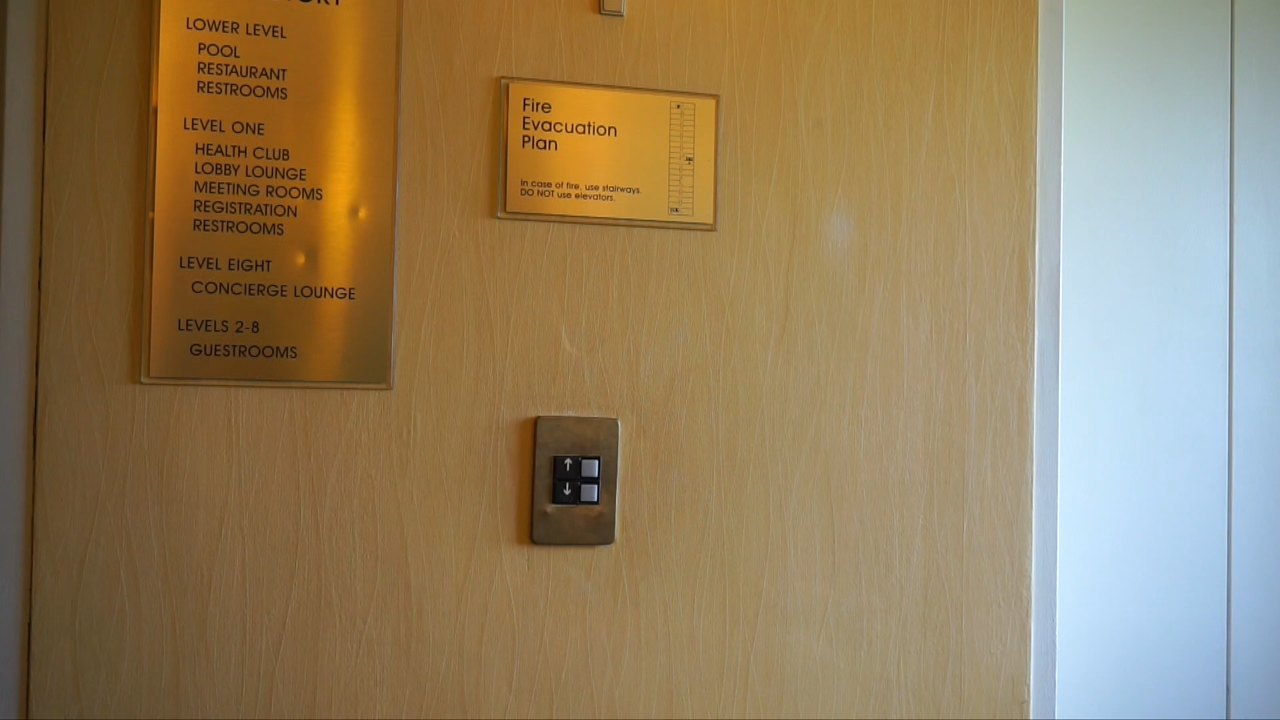 LOWER LEVEL
POOL
RESTAURANT
RESTROOMS
LEVEL ONE
HEALTH CLUB
LOBBY LOUNGE
MEETING ROOMS
REGISTRATION
RESTROOMS
LEVEL EIGHT
CONCIERGE LOUNGE
LEVELS 2-8
GUESTROOMS
Fire
Evacuation
Plan
In case of fire, use stairways.
DO NOT use elevators.